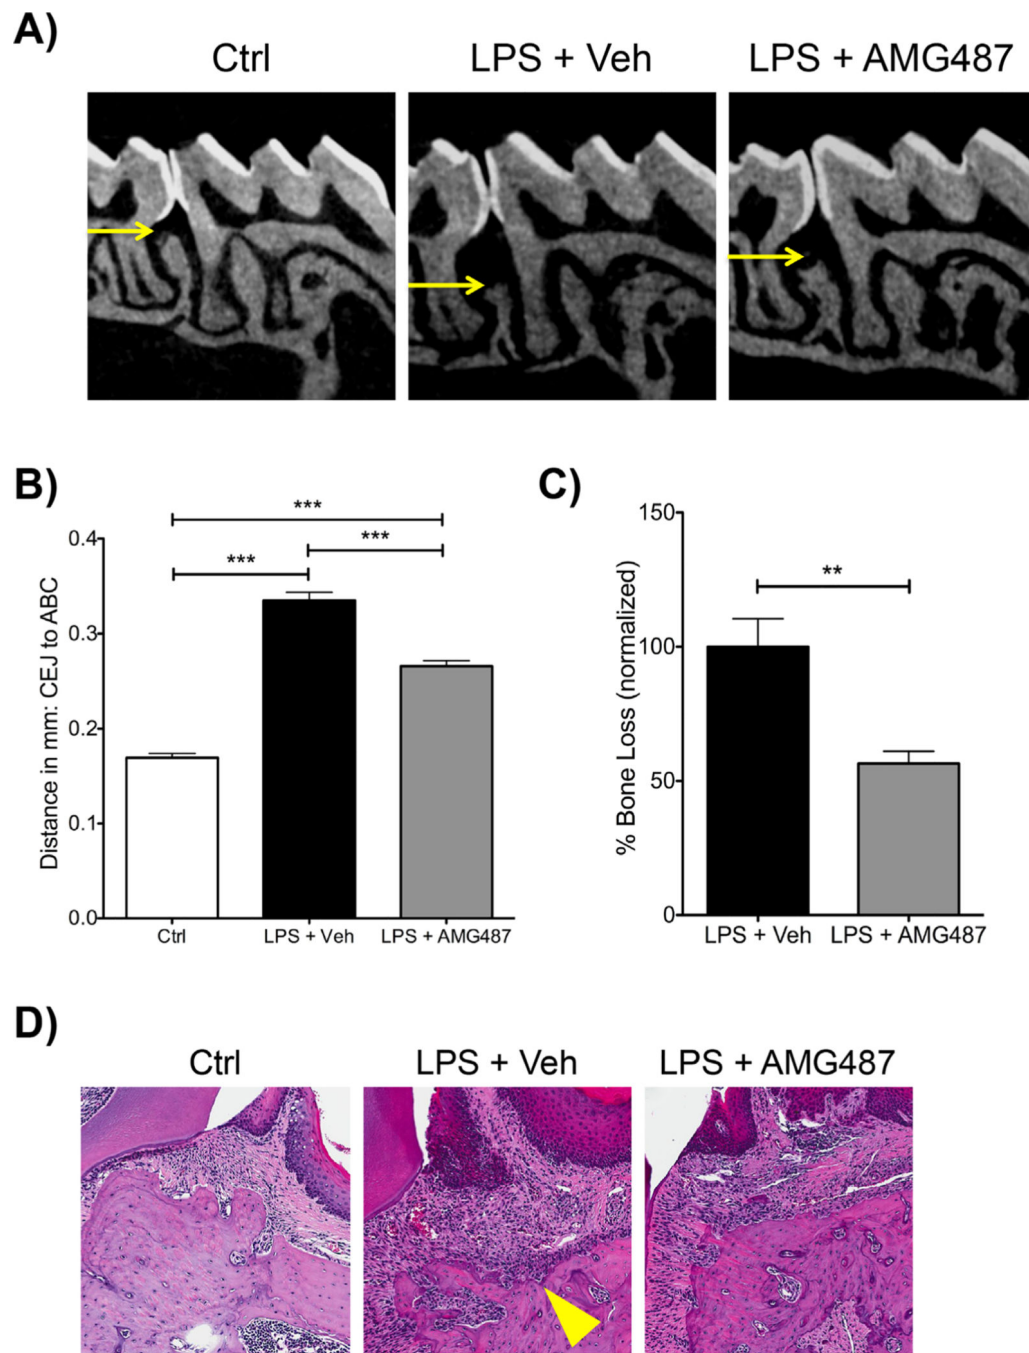 A)
Ctrl
LPS + Veh
LPS + AMG487
B)
***
***
***
Distance in mm: CEJ to ABC
0.4
0.3
0.2
0.1
0.0
Ctrl
LPS + Veh
LPS + AMG487
C)
**
% Bone Loss (normalized)
150
100
50
0
LPS + Veh
LPS + AMG487
D)
Ctrl
LPS + Veh
LPS + AMG487